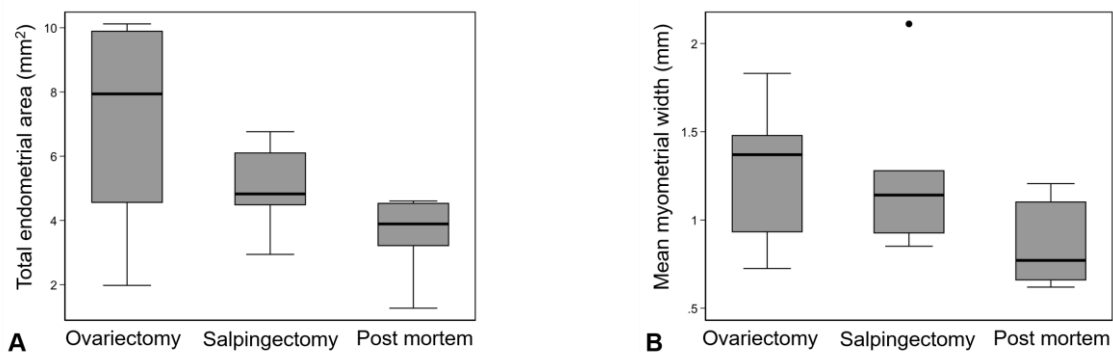 Total endometrial area (mm²)
10
8
6
4
2
Ovariectomy Salpingectomy Post mortem
A
Mean myometrial width (mm)
2
1.5
1
.5
Ovariectomy Salpingectomy Post mortem
B